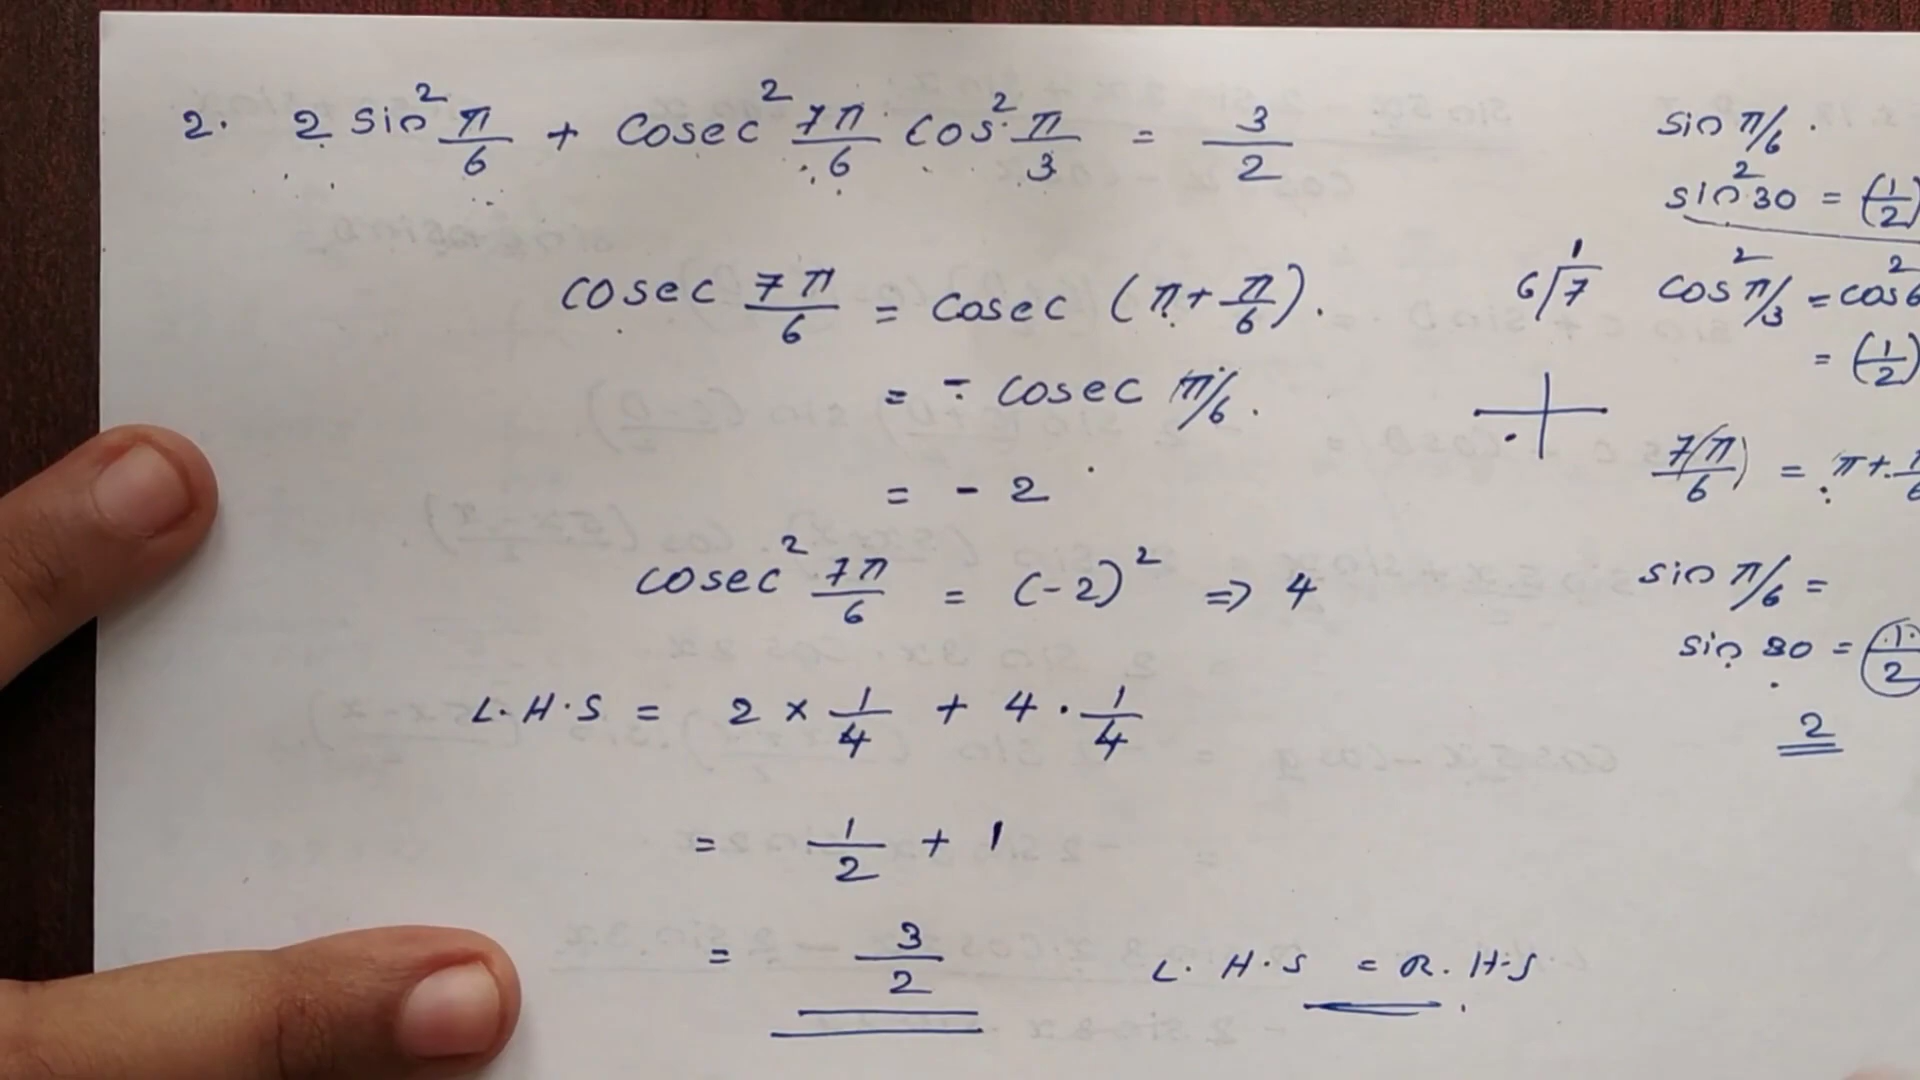 2. 2 sin² π/6 + cosec² 7π/6 cos² π/3 = 3/2
cosec 7π/6 = cosec (π + π/6).
= - cosec π/6.
= - 2
cosec² 7π/6 = (-2)² => 4
L.H.S = 2 × 1/4 + 4 · 1/4
= 1/2 + 1
= 3/2 L.H.S = R.H.S
sin π/6.
sin² 30 = (1/2)
6)7 1
cos² π/3 = cos² 6
= (1/2)
7(π)/6 = π +
sin π/6 =
sin 30 = 1/2
2